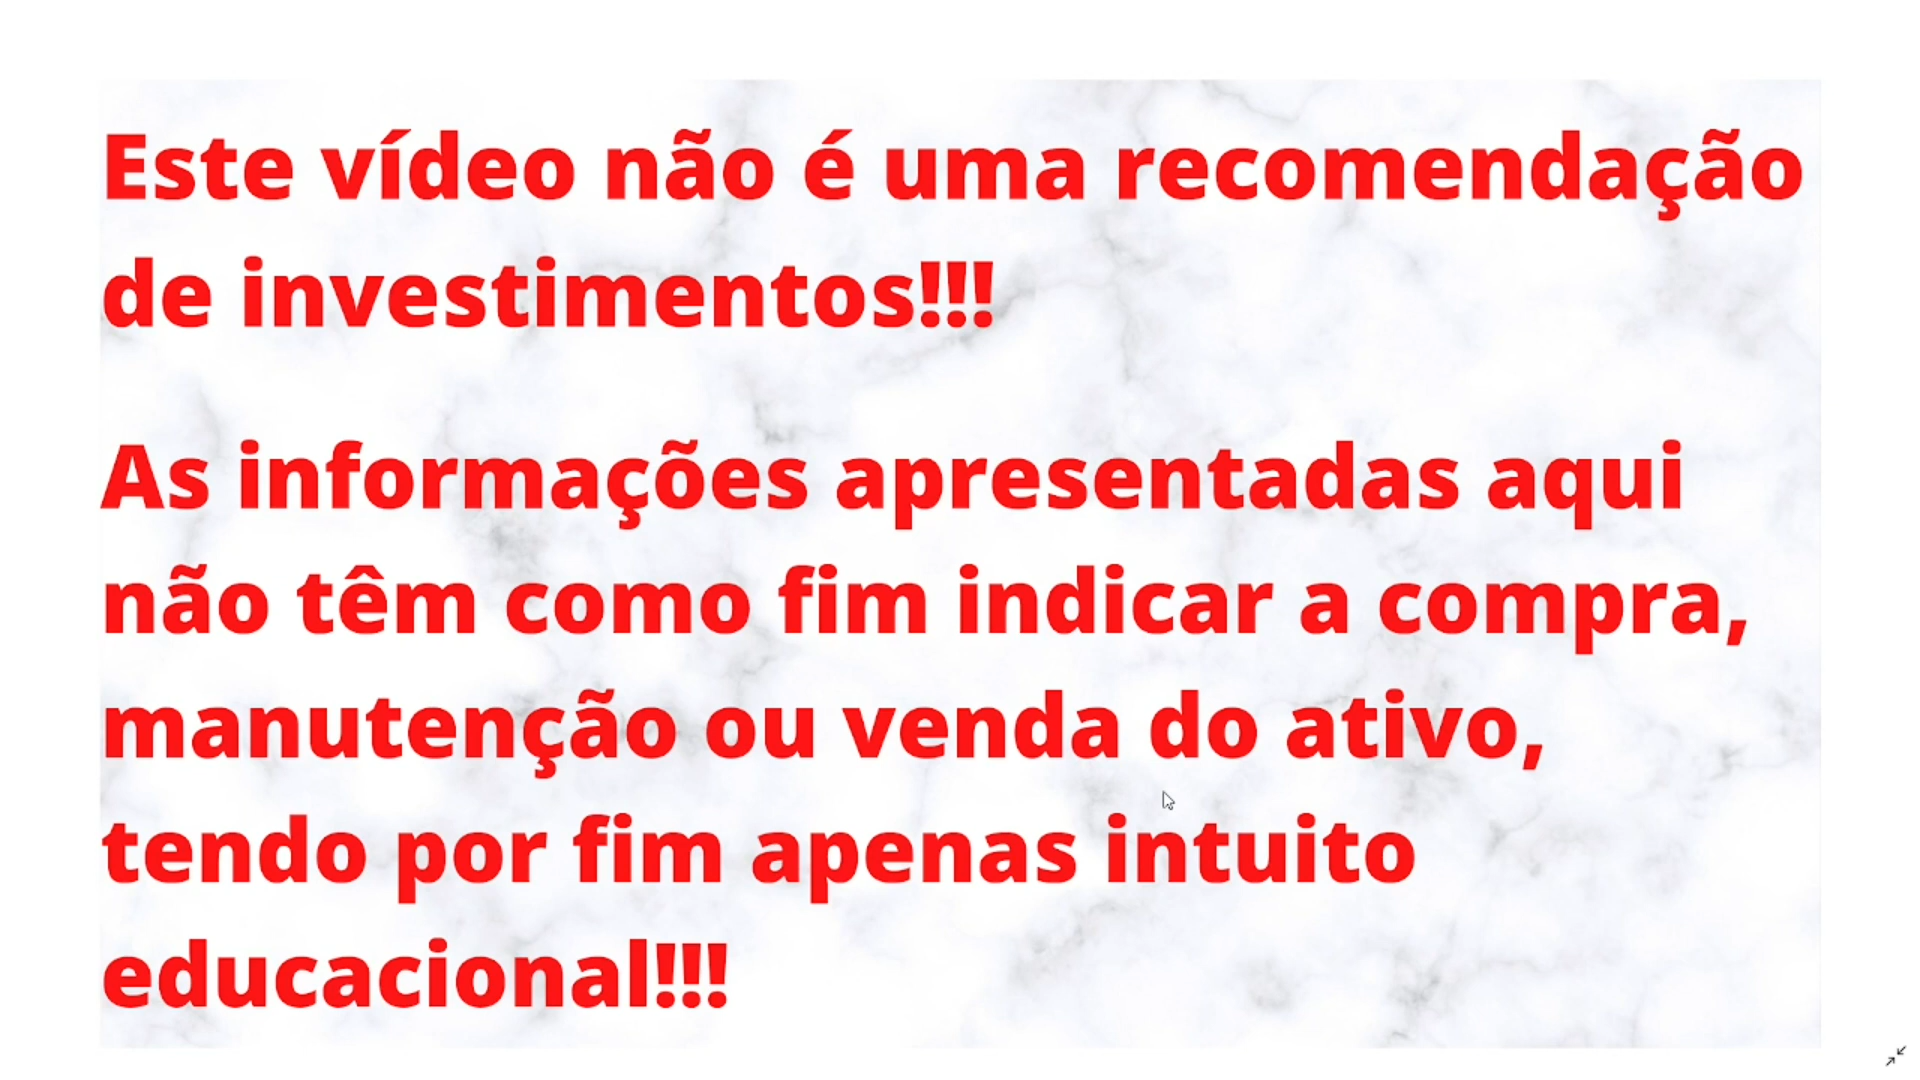 Este vídeo não é uma recomendação
de investimentos!!!
As informações apresentadas aqui
não têm como fim indicar a compra,
manutenção ou venda do ativo,
tendo por fim apenas intuito
educacional!!!